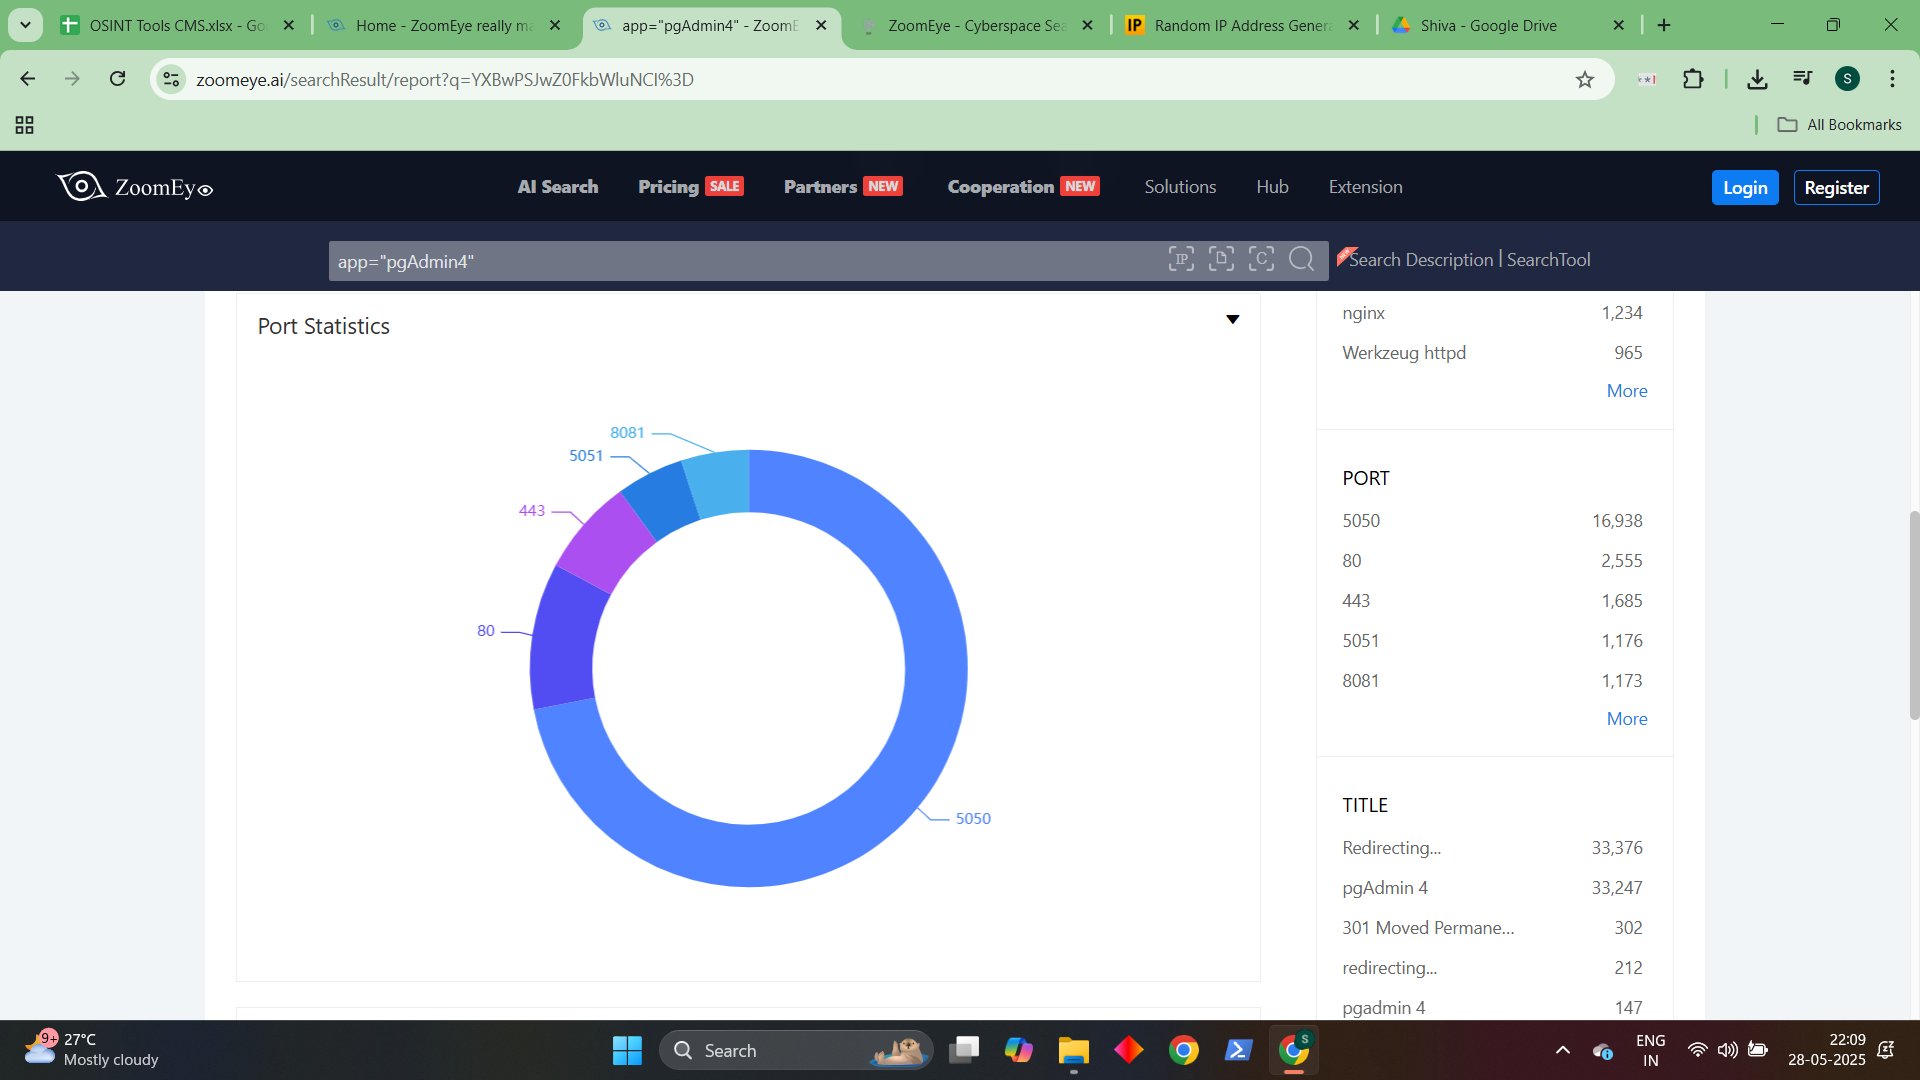 OSINT Tools CMS.xlsx - Go
Home - ZoomEye really ma
app="pgAdmin4" - ZoomE
ZoomEye - Cyberspace Sea
Random IP Address Genera
Shiva - Google Drive
zoomeye.ai/searchResult/report?q=YXBwPSJwZ0FkbWluNCI%3D
S
All Bookmarks
ZoomEye
AI Search
Pricing SALE
Partners NEW
Cooperation NEW
Solutions
Hub
Extension
Login
Register
app="pgAdmin4"
IP
D
C
Search Description | SearchTool
Port Statistics
8081
5051
443
80
5050
nginx 1,234
Werkzeug httpd 965
More
PORT
5050 16,938
80 2,555
443 1,685
5051 1,176
8081 1,173
More
TITLE
Redirecting... 33,376
pgAdmin 4 33,247
301 Moved Permane... 302
redirecting... 212
pgadmin 4 147
9+
27°C
Mostly cloudy
Search
S
ENG
IN
22:09
28-05-2025